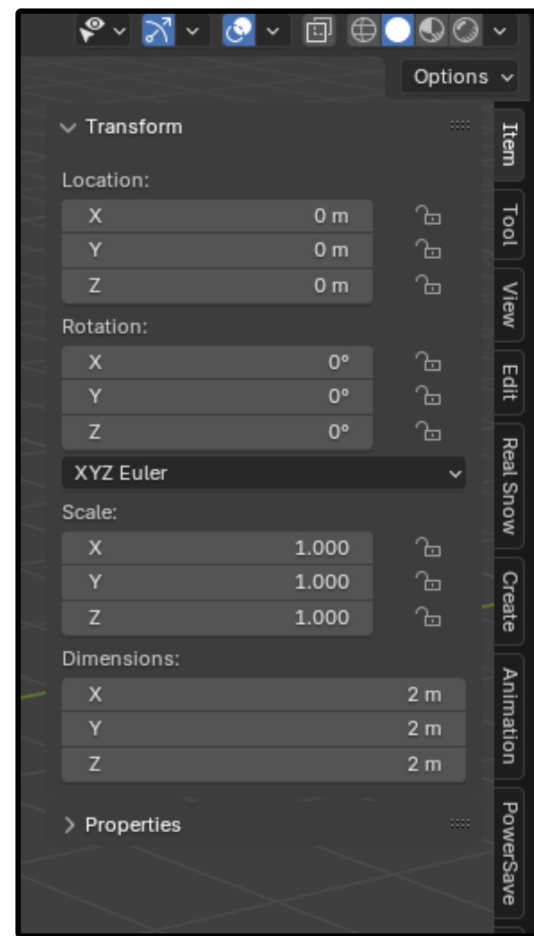 Options
Transform
Location:
X 0 m
Y 0 m
Z 0 m
Rotation:
X 0°
Y 0°
Z 0°
XYZ Euler
Scale:
X 1.000
Y 1.000
Z 1.000
Dimensions:
X 2 m
Y 2 m
Z 2 m
Properties
Item
Tool
View
Edit
Real Snow
Create
Animation
PowerSave